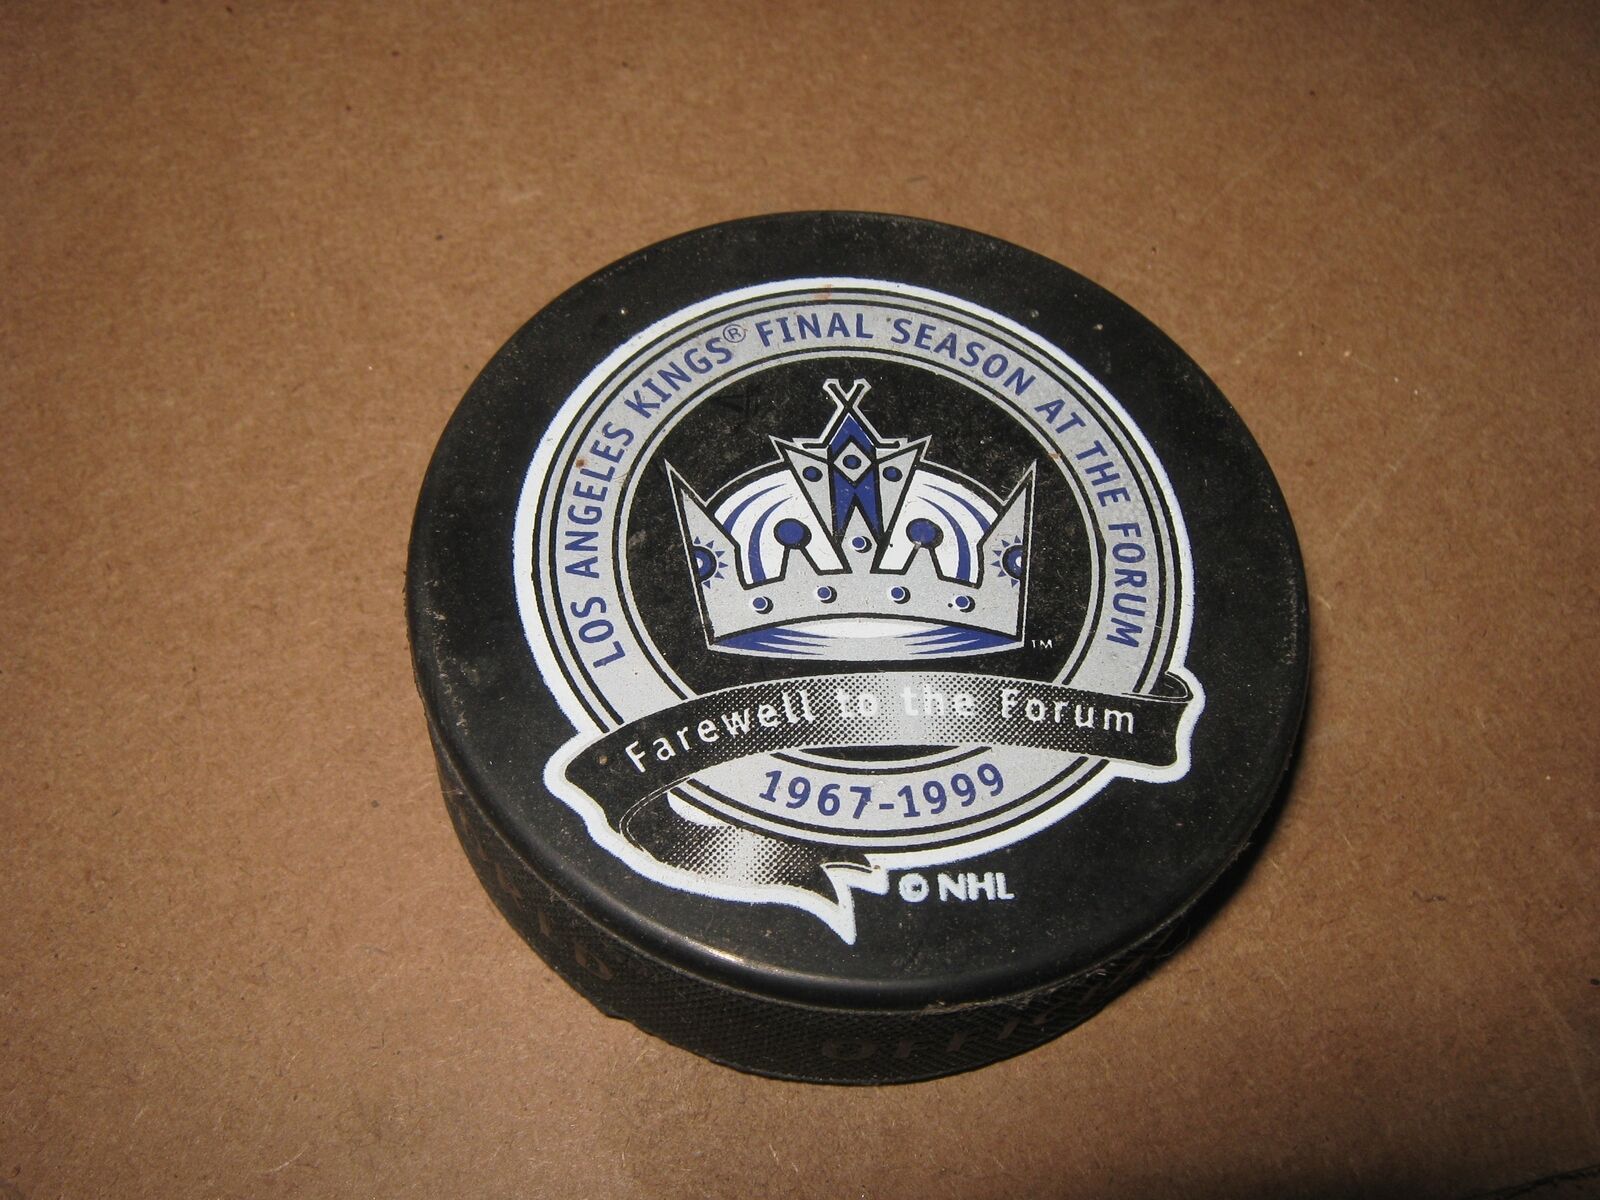 LOS ANGELES KINGS® FINAL SEASON AT THE FORUM
TM
Farewell to the Forum
1967-1999
© NHL